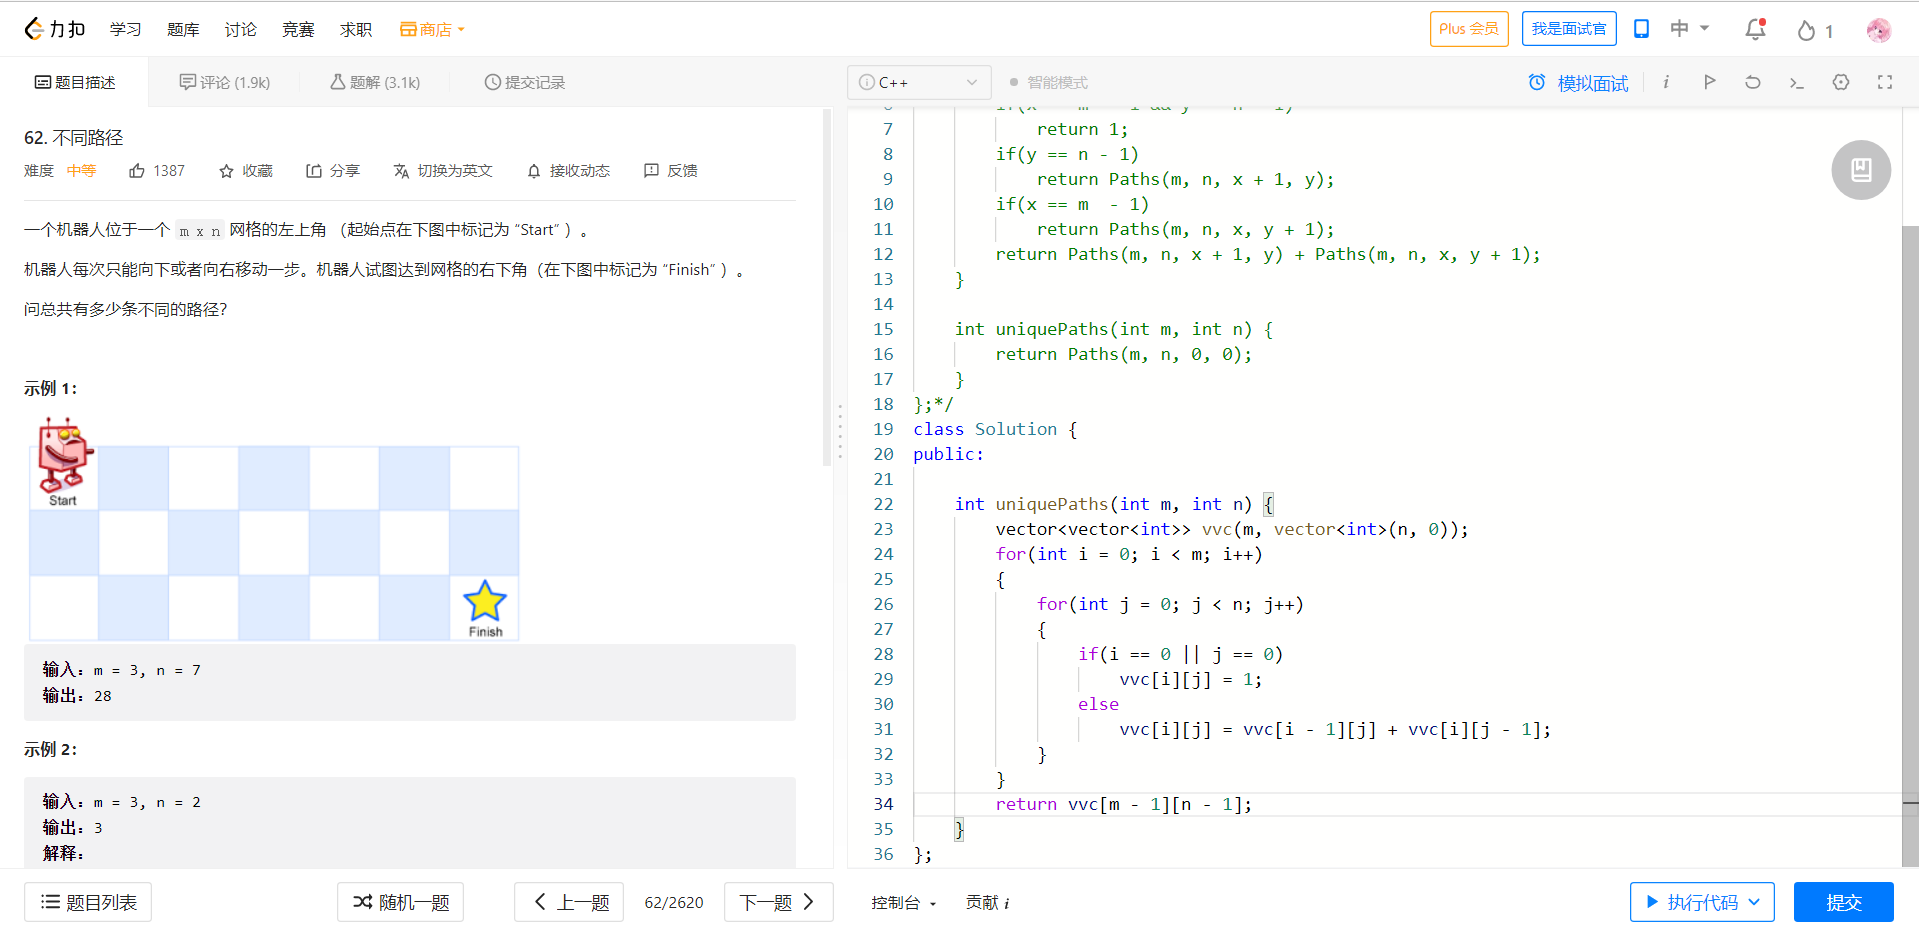 力扣 学习 题库 讨论 竞赛 求职 商店 Plus 会员 我是面试官 中 1
题目描述 评论 (1.9k) 题解 (3.1k) 提交记录
C++ 智能模式 模拟面试 i
62. 不同路径
难度 中等 1387 收藏 分享 切换为英文 接收动态 反馈
一个机器人位于一个 m x n 网格的左上角 （起始点在下图中标记为 “Start” ）。
机器人每次只能向下或者向右移动一步。机器人试图达到网格的右下角（在下图中标记为 “Finish” ）。
问总共有多少条不同的路径？
示例 1：
Start
Finish
输入：m = 3, n = 7
输出：28
示例 2：
输入：m = 3, n = 2
输出：3
解释：
7 return 1;
8 if(y == n - 1)
9 return Paths(m, n, x + 1, y);
10 if(x == m  - 1)
11 return Paths(m, n, x, y + 1);
12 return Paths(m, n, x + 1, y) + Paths(m, n, x, y + 1);
13 }
14
15 int uniquePaths(int m, int n) {
16 return Paths(m, n, 0, 0);
17 }
18 };*/
19 class Solution {
20 public:
21
22 int uniquePaths(int m, int n) {
23 vector<vector<int>> vvc(m, vector<int>(n, 0));
24 for(int i = 0; i < m; i++)
25 {
26 for(int j = 0; j < n; j++)
27 {
28 if(i == 0 || j == 0)
29 vvc[i][j] = 1;
30 else
31 vvc[i][j] = vvc[i - 1][j] + vvc[i][j - 1];
32 }
33 }
34 return vvc[m - 1][n - 1];
35 }
36 };
题目列表 随机一题 上一题 62/2620 下一题 控制台 贡献 i 执行代码 提交